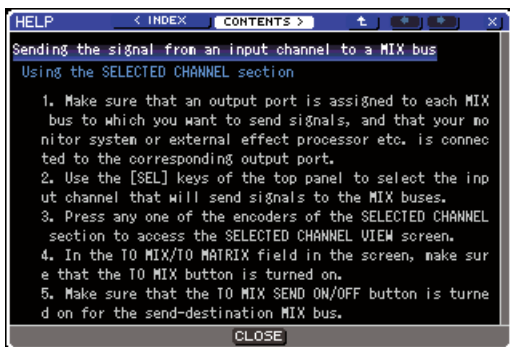 HELP < INDEX CONTENTS > X
Sending the signal from an input channel to a MIX bus
Using the SELECTED CHANNEL section
1. Make sure that an output port is assigned to each MIX
bus to which you want to send signals, and that your mo
nitor system or external effect processor etc. is connec
ted to the corresponding output port.
2. Use the [SEL] keys of the top panel to select the inp
ut channel that will send signals to the MIX buses.
3. Press any one of the encoders of the SELECTED CHANNEL
section to access the SELECTED CHANNEL VIEW screen.
4. In the TO MIX/TO MATRIX field in the screen, make sur
e that the TO MIX button is turned on.
5. Make sure that the TO MIX SEND ON/OFF button is turne
d on for the send-destination MIX bus.
CLOSE